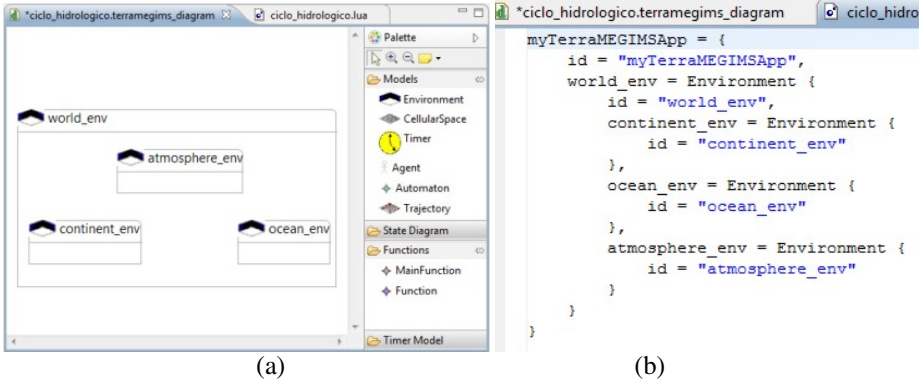 *ciclo_hidrologico.terramegims_diagram
ciclo_hidrologico.lua
world_env
atmosphere_env
continent_env
ocean_env
Palette
Models
Environment
CellularSpace
Timer
Agent
Automaton
Trajectory
State Diagram
Functions
MainFunction
Function
Timer Model
(a)
*ciclo_hidrologico.terramegims_diagram
ciclo_hidro
myTerraMEGIMSApp = {
id = "myTerraMEGIMSApp",
world_env = Environment {
id = "world_env",
continent_env = Environment {
id = "continent_env"
},
ocean_env = Environment {
id = "ocean_env"
},
atmosphere_env = Environment {
id = "atmosphere_env"
}
}
}
(b)